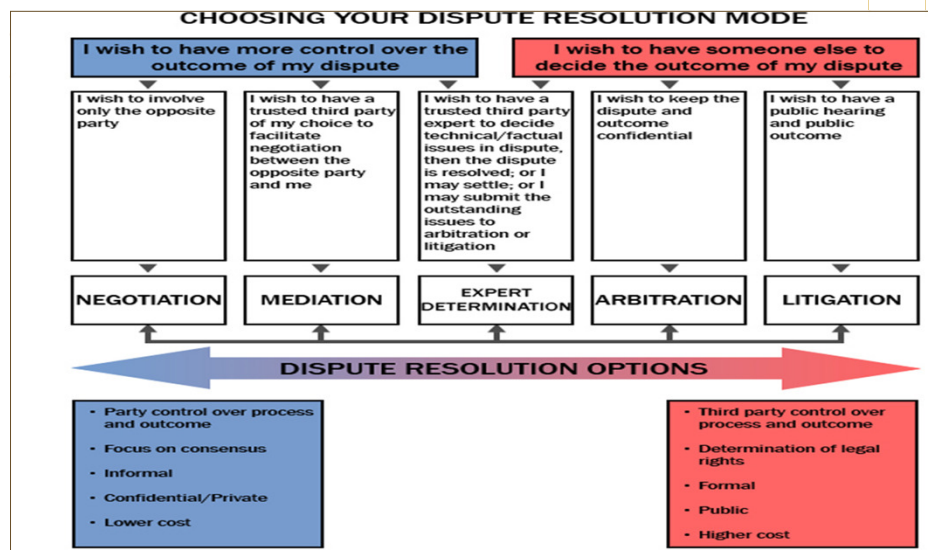 CHOOSING YOUR DISPUTE RESOLUTION MODE
I wish to have more control over the
outcome of my dispute
I wish to have someone else to
decide the outcome of my dispute
I wish to involve
only the opposite
party
I wish to have a
trusted third party
of my choice to
facilitate
negotiation
between the
opposite party
and me
I wish to have a
trusted third party
expert to decide
technical/factual
issues in dispute,
then the dispute
is resolved; or I
may settle; or I
may submit the
outstanding
issues to
arbitration or
litigation
I wish to keep the
dispute and
outcome
confidential
I wish to have a
public hearing
and public
outcome
NEGOTIATION
MEDIATION
EXPERT
DETERMINATION
ARBITRATION
LITIGATION
DISPUTE RESOLUTION OPTIONS
• Party control over process
and outcome
• Focus on consensus
• Informal
• Confidential/Private
• Lower cost
• Third party control over
process and outcome
• Determination of legal
rights
• Formal
• Public
• Higher cost